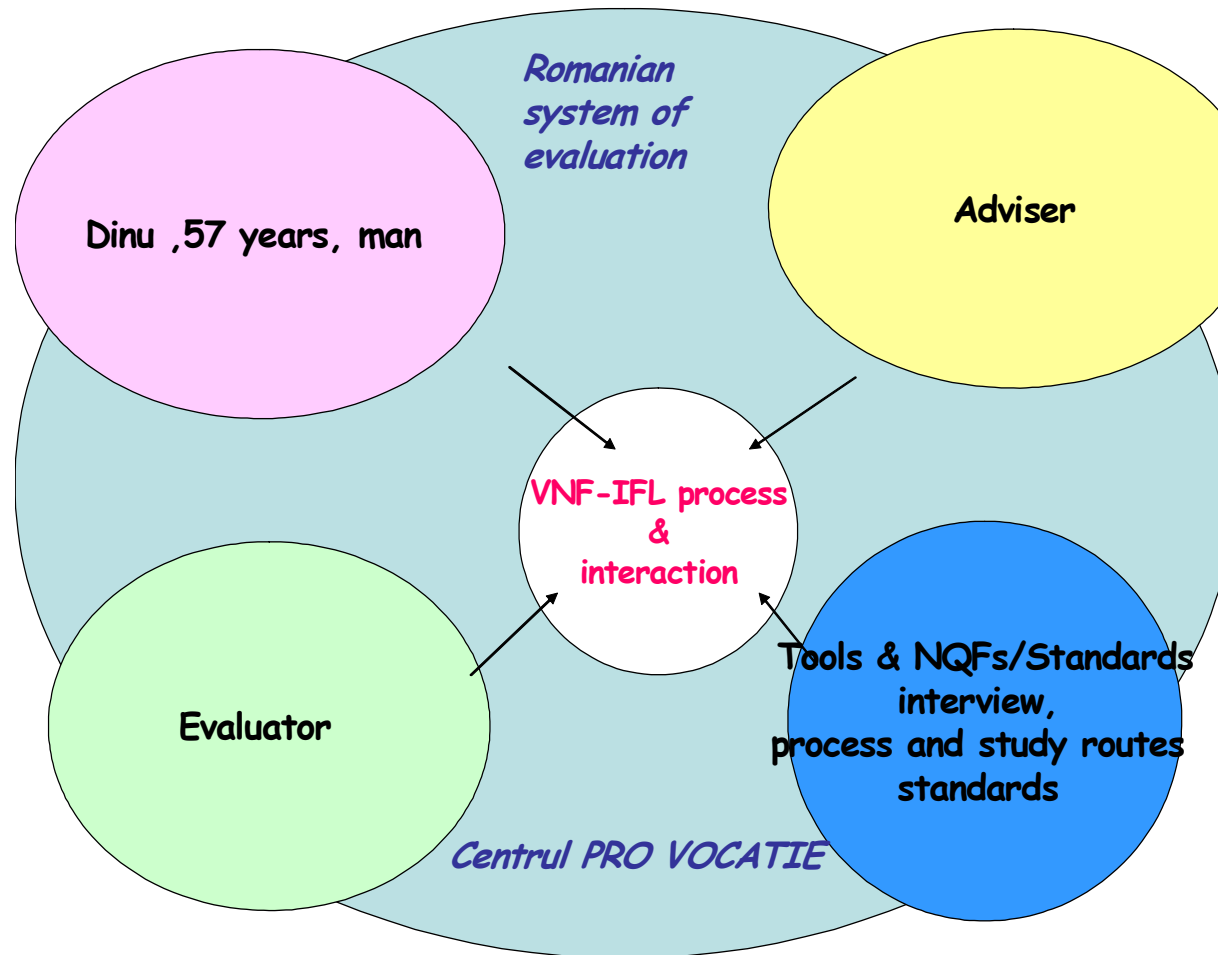 Romanian
system of
evaluation
Dinu ,57 years, man
Adviser
VNF-IFL process
&
interaction
Evaluator
Tools & NQFs/Standards
interview,
process and study routes
standards
Centrul PRO VOCATIE